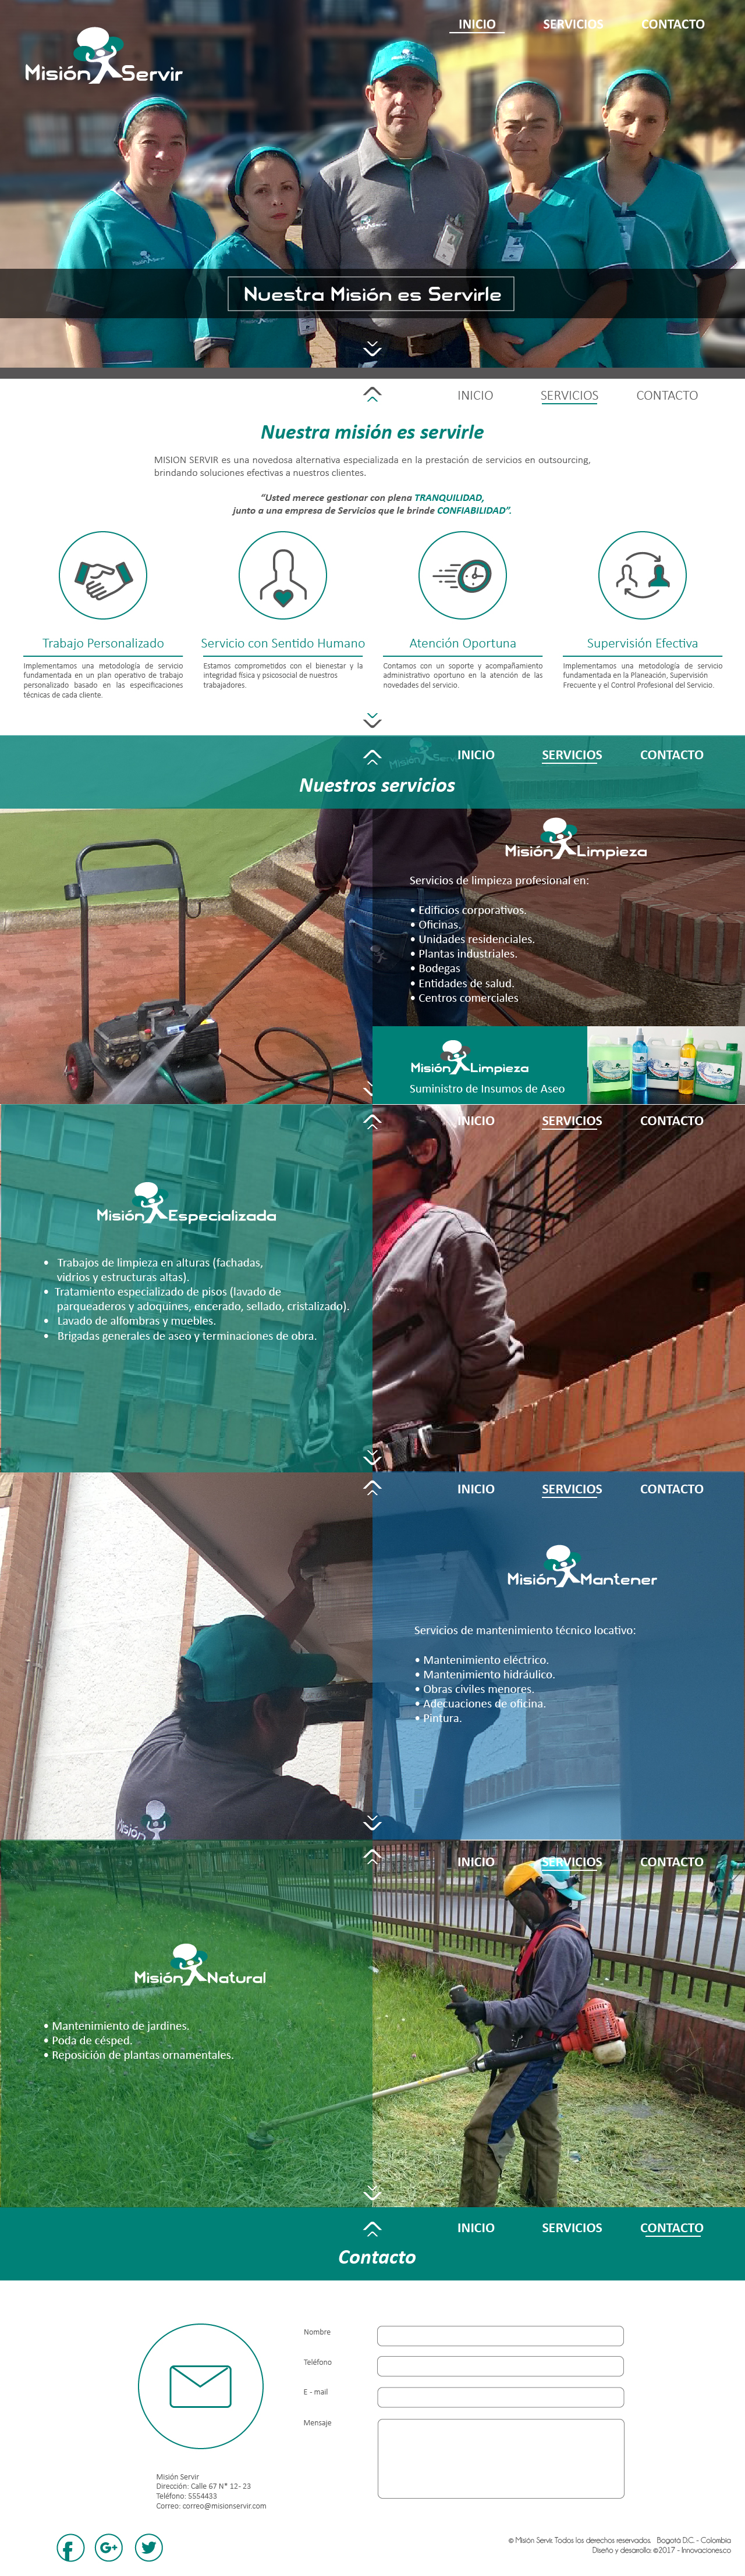 INICIO SERVICIOS CONTACTO
Misión Servir
Nuestra Misión es Servirle
INICIO SERVICIOS CONTACTO
Nuestra misión es servirle
MISION SERVIR es una novedosa alternativa especializada en la prestación de servicios en outsourcing,
brindando soluciones efectivas a nuestros clientes.
“Usted merece gestionar con plena TRANQUILIDAD,
junto a una empresa de Servicios que le brinde CONFIABILIDAD”.
Trabajo Personalizado
Implementamos una metodología de servicio
fundamentada en un plan operativo de trabajo
personalizado basado en las especificaciones
técnicas de cada cliente.
Servicio con Sentido Humano
Estamos comprometidos con el bienestar y la
integridad física y psicosocial de nuestros
trabajadores.
Atención Oportuna
Contamos con un soporte y acompañamiento
administrativo oportuno en la atención de las
novedades del servicio.
Supervisión Efectiva
Implementamos una metodología de servicio
fundamentada en la Planeación, Supervisión
Frecuente y el Control Profesional del Servicio.
INICIO SERVICIOS CONTACTO
Nuestros servicios
Misión Limpieza
Servicios de limpieza profesional en:
• Edificios corporativos.
• Oficinas.
• Unidades residenciales.
• Plantas industriales.
• Bodegas
• Entidades de salud.
• Centros comerciales
Misión Limpieza
Suministro de Insumos de Aseo
INICIO SERVICIOS CONTACTO
Misión Especializada
• Trabajos de limpieza en alturas (fachadas,
vidrios y estructuras altas).
• Tratamiento especializado de pisos (lavado de
parqueaderos y adoquines, encerado, sellado, cristalizado).
• Lavado de alfombras y muebles.
• Brigadas generales de aseo y terminaciones de obra.
INICIO SERVICIOS CONTACTO
Misión Mantener
Servicios de mantenimiento técnico locativo:
• Mantenimiento eléctrico.
• Mantenimiento hidráulico.
• Obras civiles menores.
• Adecuaciones de oficina.
• Pintura.
Misión
INICIO SERVICIOS CONTACTO
Misión Natural
• Mantenimiento de jardines.
• Poda de césped.
• Reposición de plantas ornamentales.
INICIO SERVICIOS CONTACTO
Contacto
Nombre
Teléfono
E - mail
Mensaje
Misión Servir
Dirección: Calle 67 N° 12- 23
Teléfono: 5554433
Correo: correo@misionservir.com
© Misión Servir. Todos los derechos reservados. Bogotá D.C. - Colombia
Diseño y desarrollo: ©2017 - Innovaciones.co